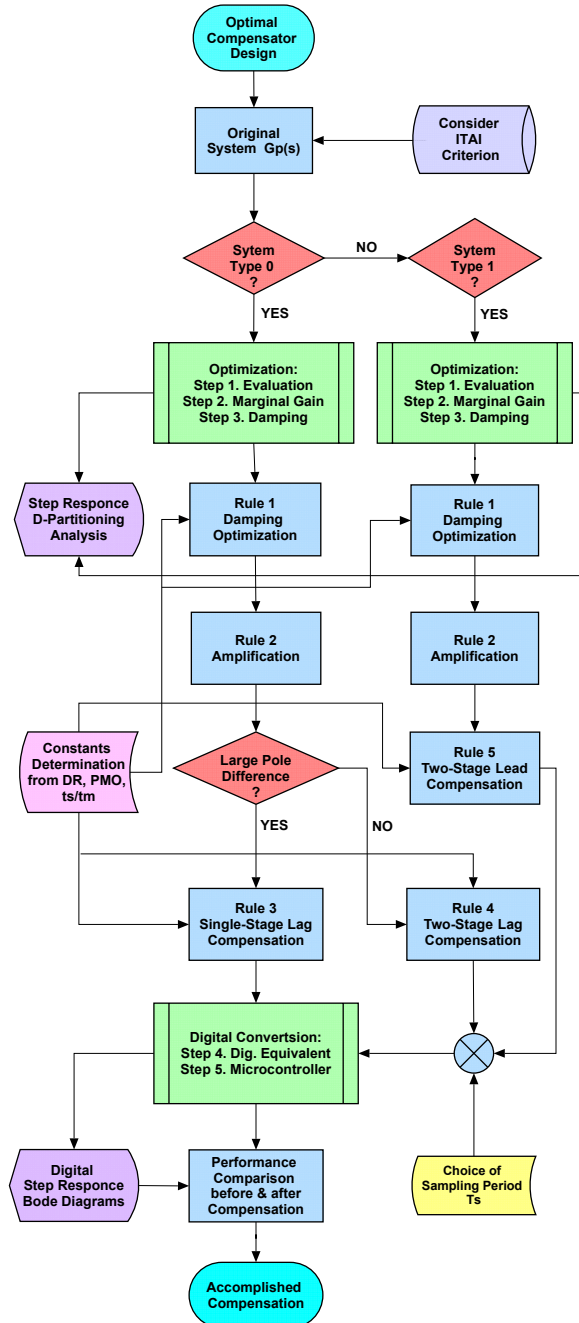 Optimal
Compensator
Design
Original
System Gp(s)
Consider
ITAI
Criterion
Sytem
Type 0
?
NO
Sytem
Type 1
?
YES
YES
Optimization:
Step 1. Evaluation
Step 2. Marginal Gain
Step 3. Damping
Optimization:
Step 1. Evaluation
Step 2. Marginal Gain
Step 3. Damping
Step Responce
D-Partitioning
Analysis
Rule 1
Damping
Optimization
Rule 1
Damping
Optimization
Rule 2
Amplification
Rule 2
Amplification
Constants
Determination
from DR, PMO,
ts/tm
Large Pole
Difference
?
Rule 5
Two-Stage Lead
Compensation
YES
NO
Rule 3
Single-Stage Lag
Compensation
Rule 4
Two-Stage Lag
Compensation
Digital Convertsion:
Step 4. Dig. Equivalent
Step 5. Microcontroller
Digital
Step Responce
Bode Diagrams
Performance
Comparison
before & after
Compensation
Choice of
Sampling Period
Ts
Accomplished
Compensation